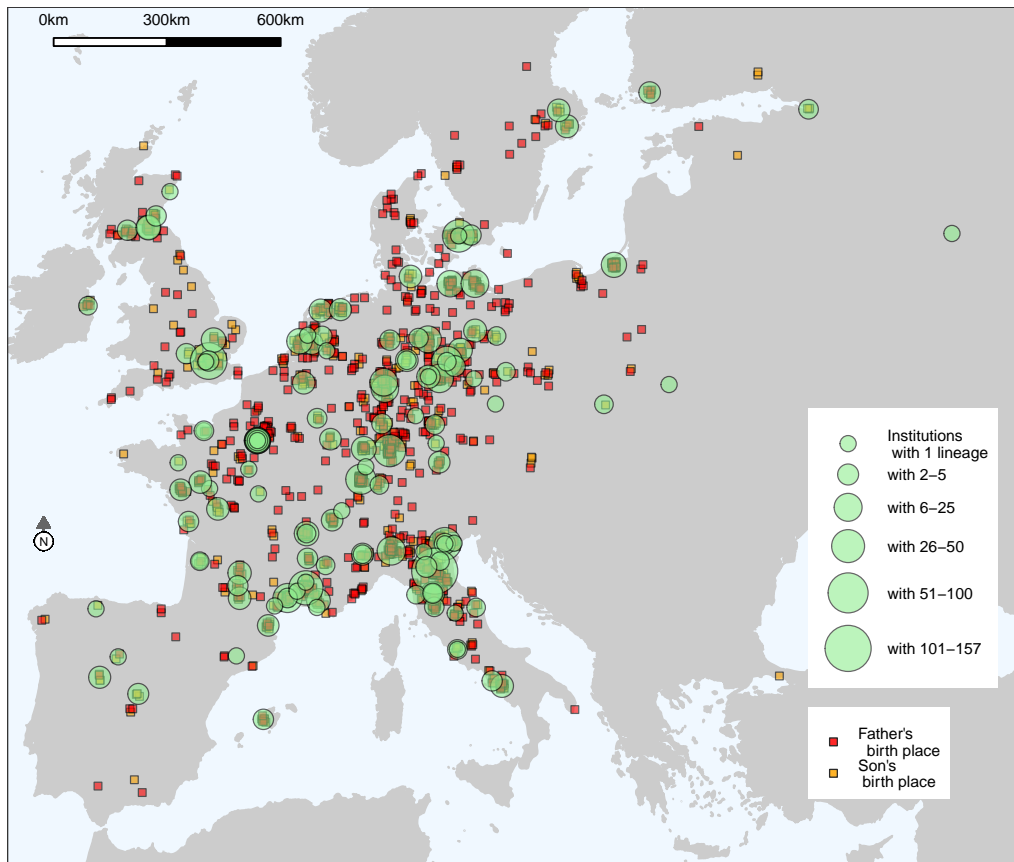 0km 300km 600km
N
Institutions
with 1 lineage
with 2−5
with 6−25
with 26−50
with 51−100
with 101−157
Father's
birth place
Son's
birth place